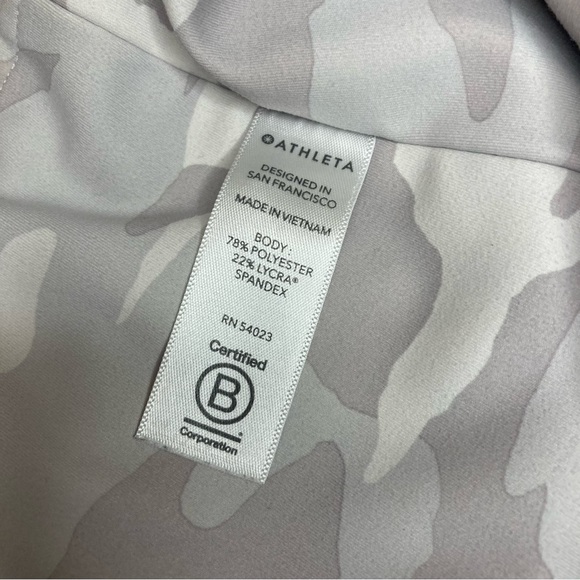 ATHLETA
DESIGNED IN
SAN FRANCISCO
MADE IN VIETNAM
BODY :
78% POLYESTER
22% LYCRA®
SPANDEX
RN 54023
Certified
B
Corporation